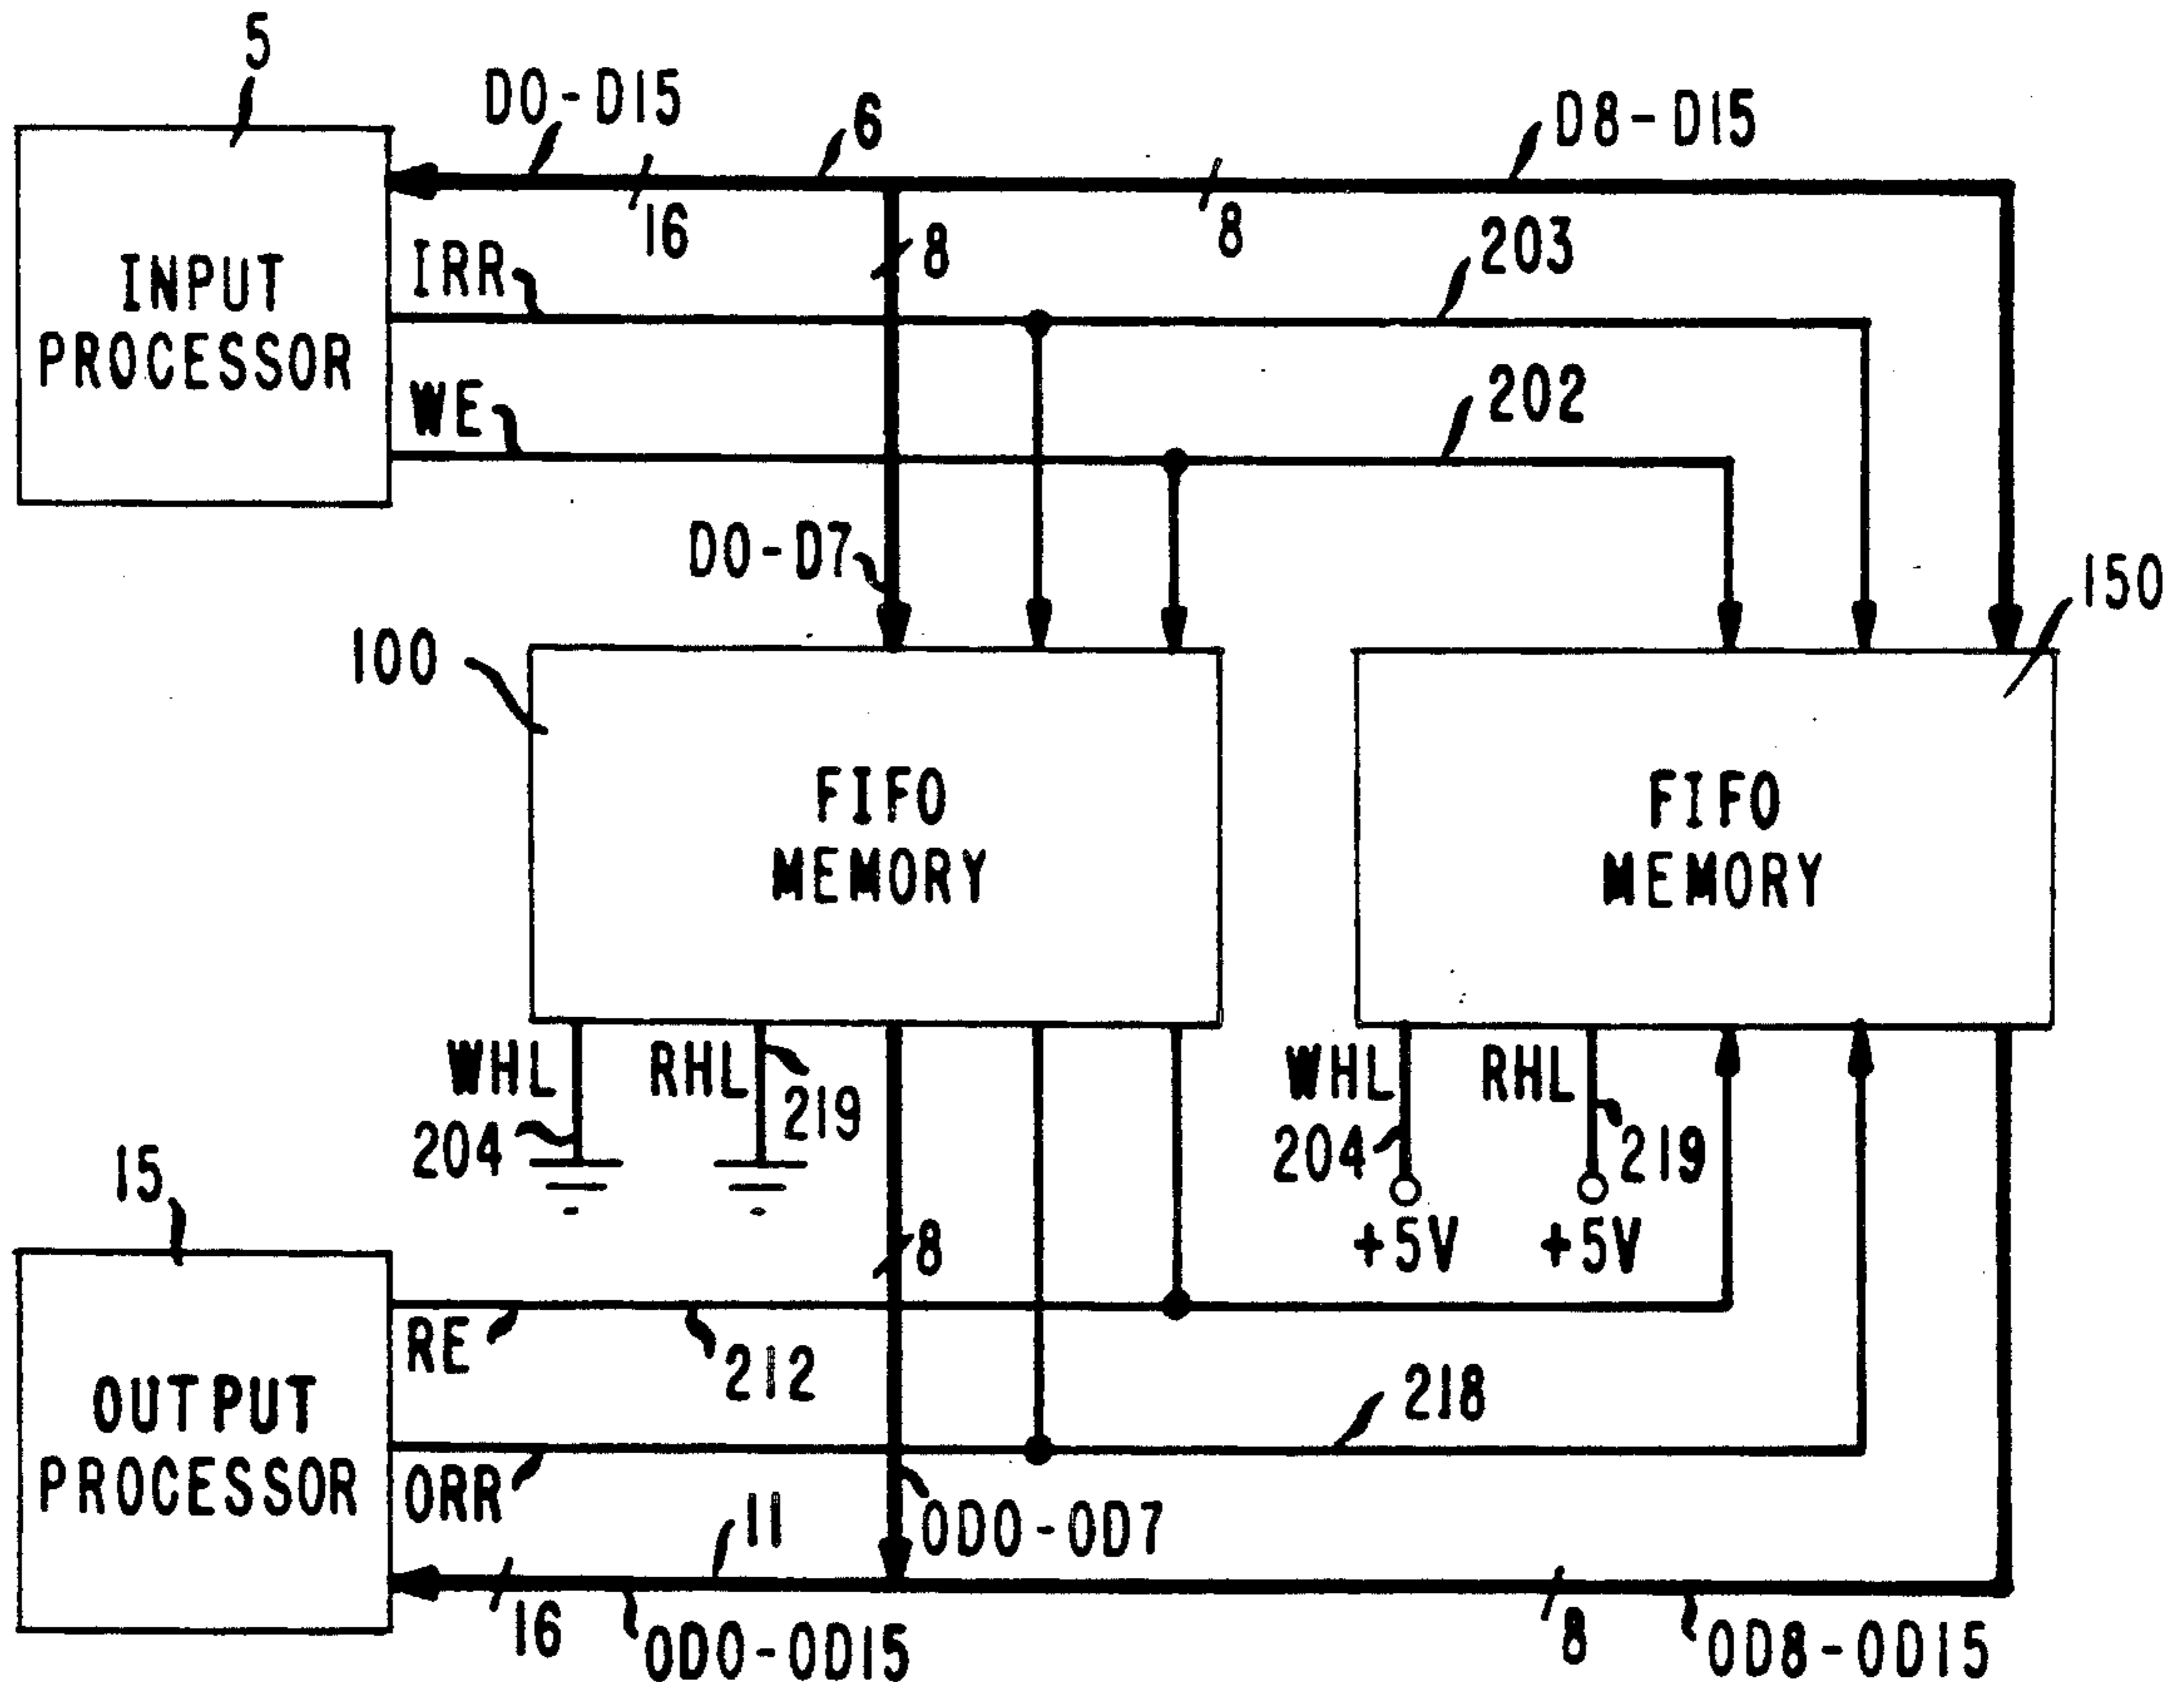 5
D0-D15
6
D8-D15
16
8
8
203
IRR
INPUT
PROCESSOR
WE
202
D0-D7
150
100
FIFO
MEMORY
FIFO
MEMORY
WHL
RHL
219
204
WHL
RHL
204
219
+5V
+5V
15
8
RE
212
OUTPUT
PROCESSOR
218
ORR
11
OD0-OD7
16
OD0-OD15
8
OD8-OD15